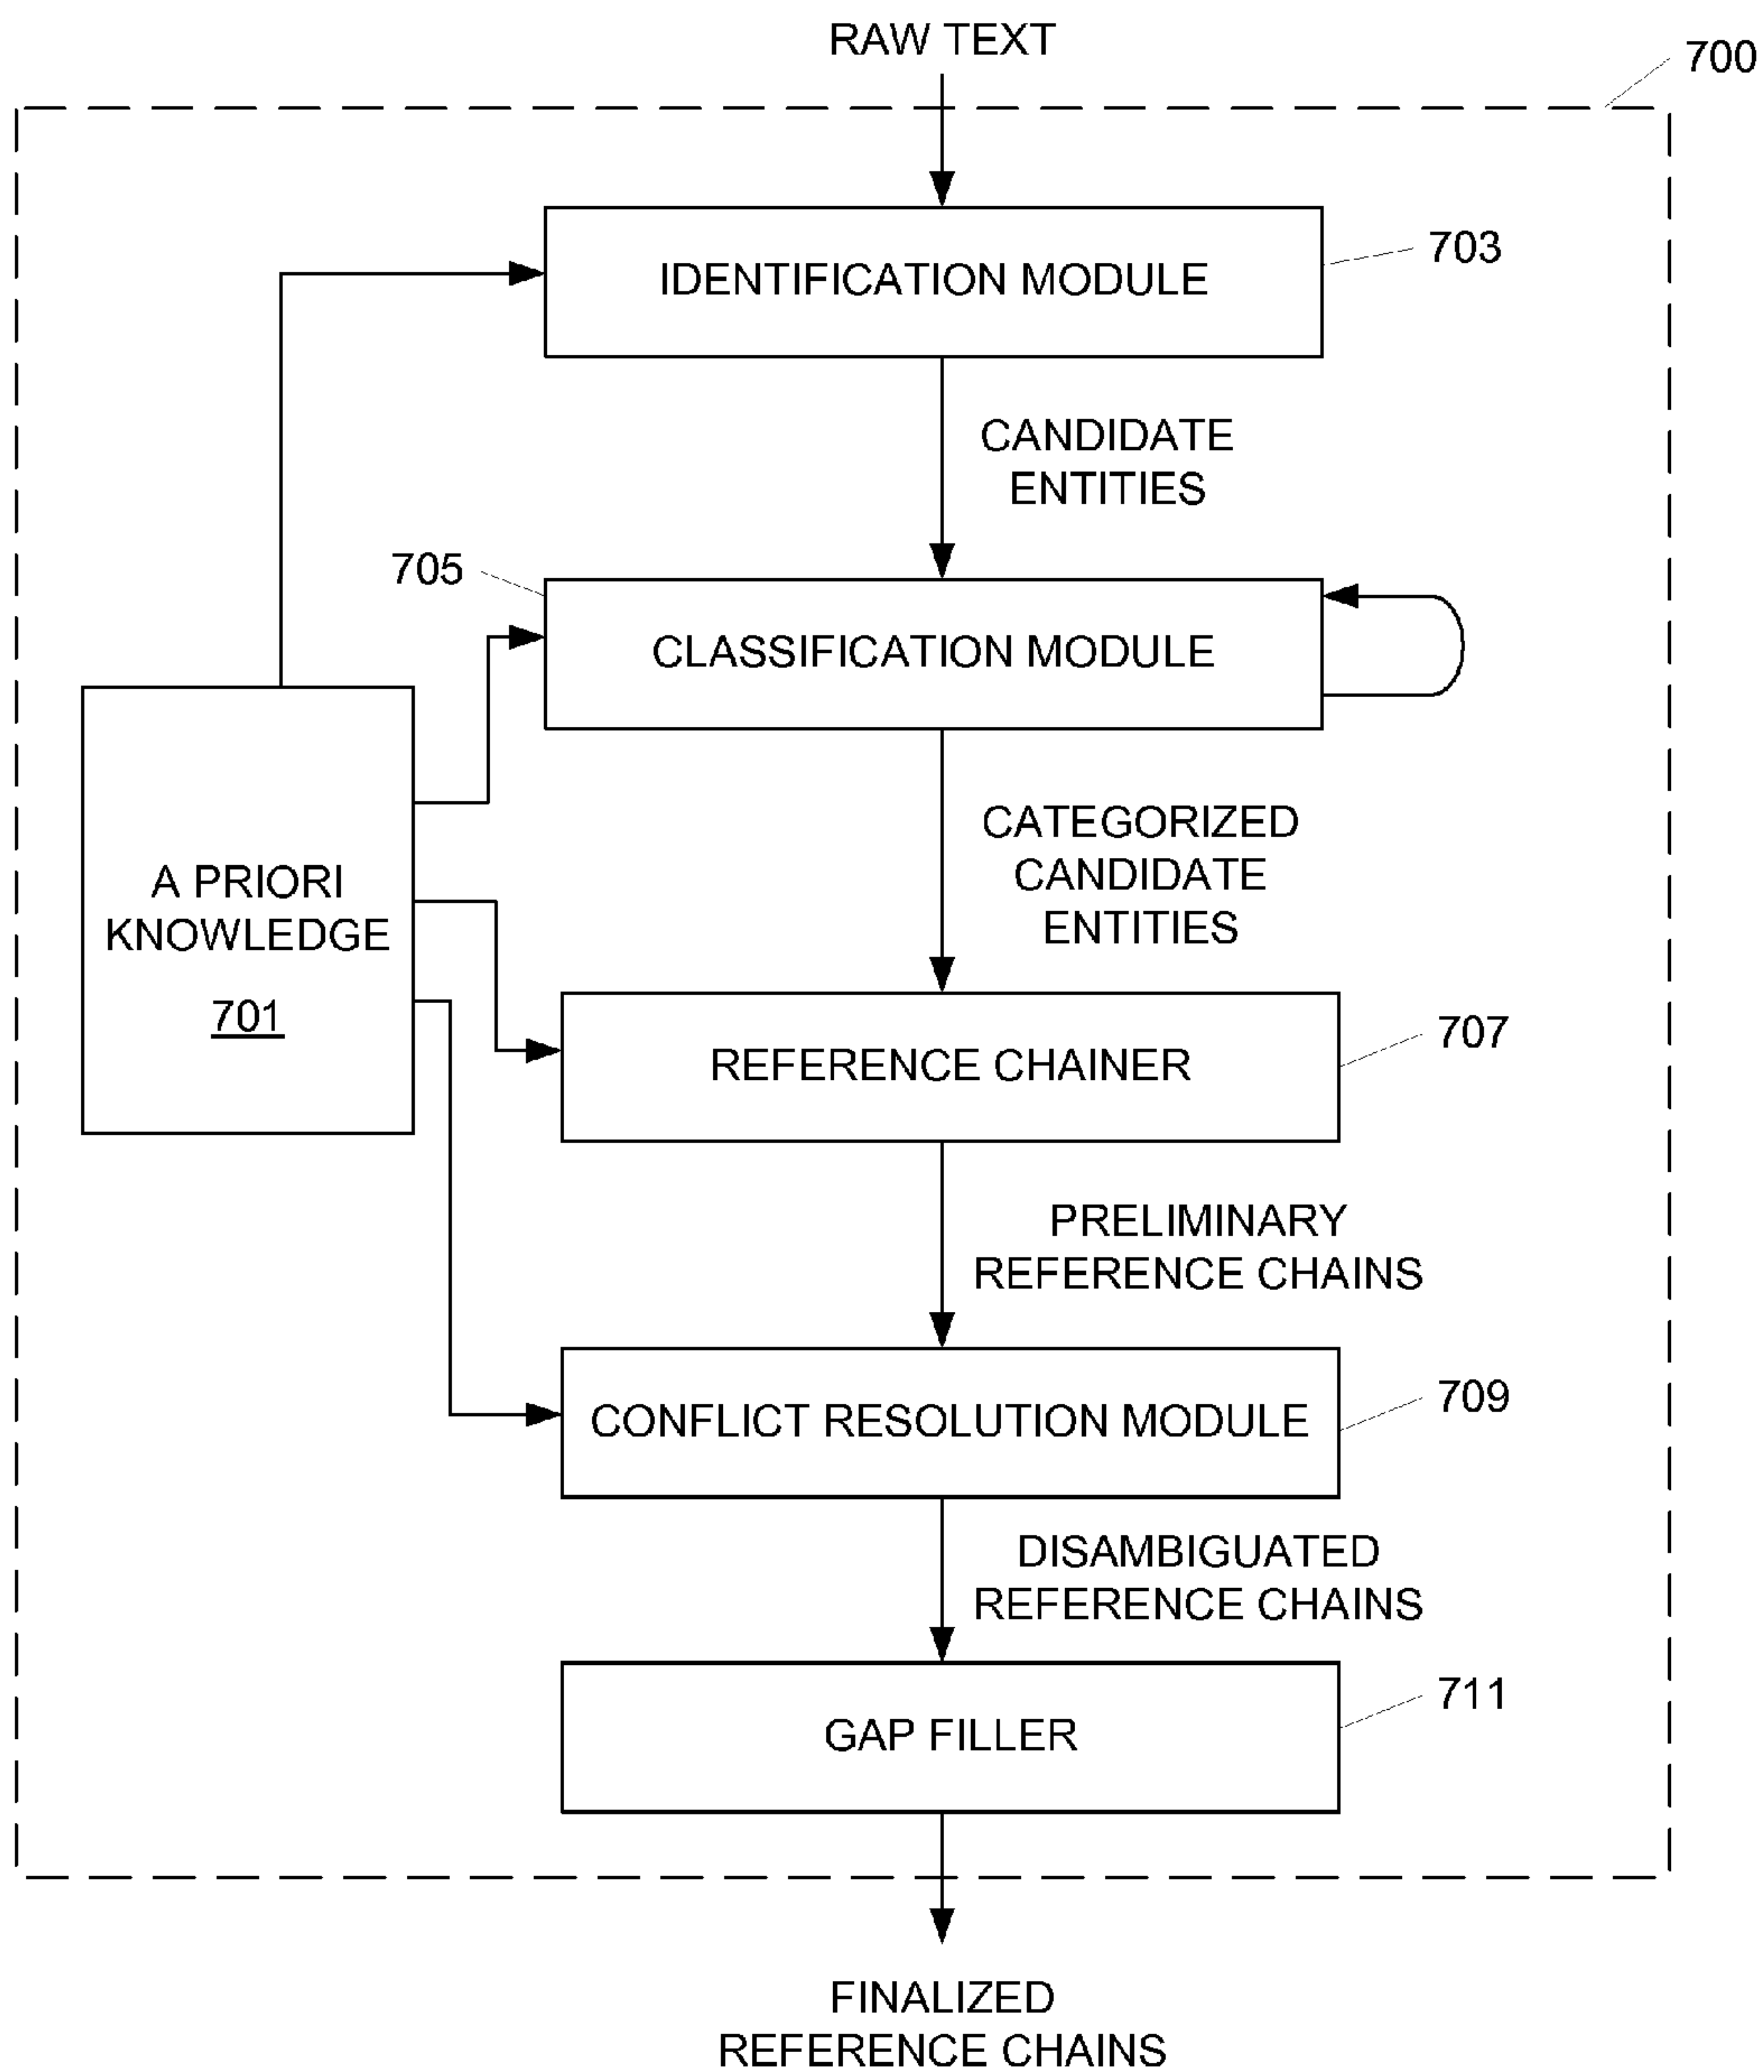 RAW TEXT
700
IDENTIFICATION MODULE
703
CANDIDATE
ENTITIES
705
CLASSIFICATION MODULE
CATEGORIZED
CANDIDATE
ENTITIES
A PRIORI
KNOWLEDGE
701
REFERENCE CHAINER
707
PRELIMINARY
REFERENCE CHAINS
CONFLICT RESOLUTION MODULE
709
DISAMBIGUATED
REFERENCE CHAINS
GAP FILLER
711
FINALIZED
REFERENCE CHAINS